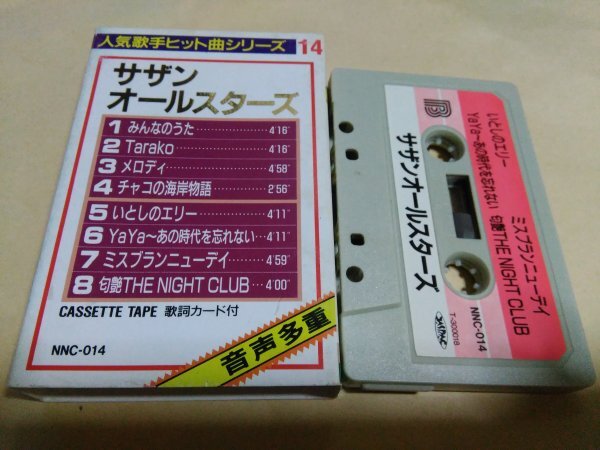 人気歌手ヒット曲シリーズ 14
サザン
オールスターズ
1 みんなのうた 4'16"
2 Tarako 4'16"
3 メロディ 4'58"
4 チャコの海岸物語 2'56"
5 いとしのエリー 4'11"
6 YaYa〜あの時代を忘れない 4'11"
7 ミスブランニューデイ 4'59"
8 匂艶THE NIGHT CLUB 4'00"
CASSETTE TAPE 歌詞カード付
NNC-014
音声多重
B
いとしのエリー
YaYa〜あの時代を忘れない
ミスブランニューデイ
匂艶THE NIGHT CLUB
サザンオールスターズ
T-300018
NNC-014